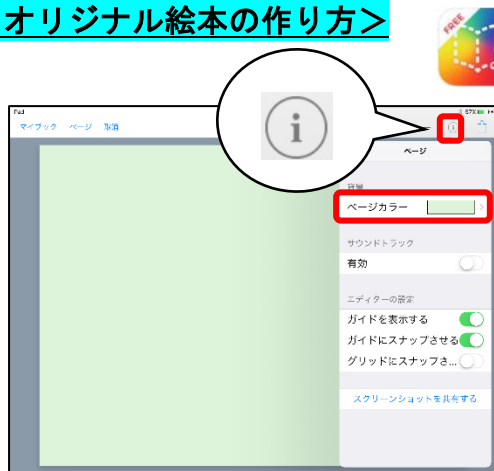 オリジナル絵本の作り方>
FREE
iPad
57%
マイブック ページ 取消
i
ページ
背景
ページカラー
サウンドトラック
有効
エディターの設定
ガイドを表示する
ガイドにスナップさせる
グリッドにスナップさ...
スクリーンショットを共有する